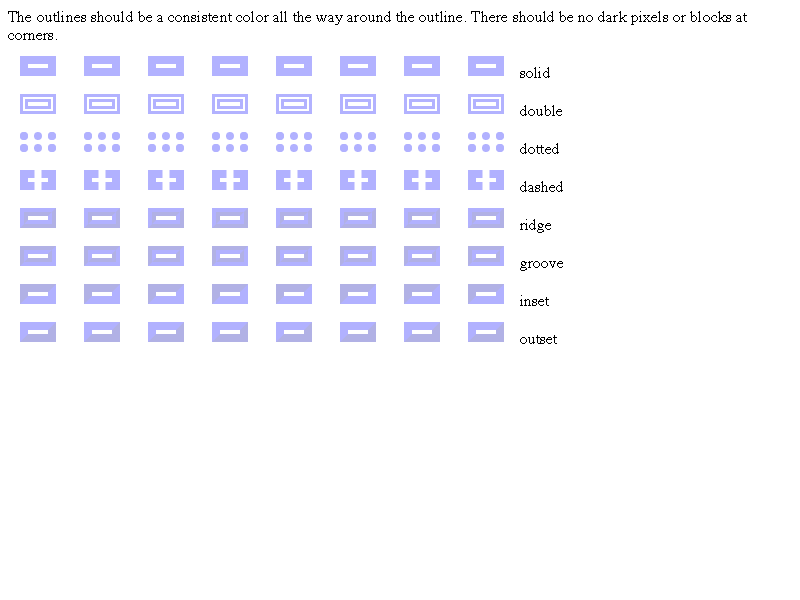 The outlines should be a consistent color all the way around the outline. There should be no dark pixels or blocks at
corners.
solid
double
dotted
dashed
ridge
groove
inset
outset